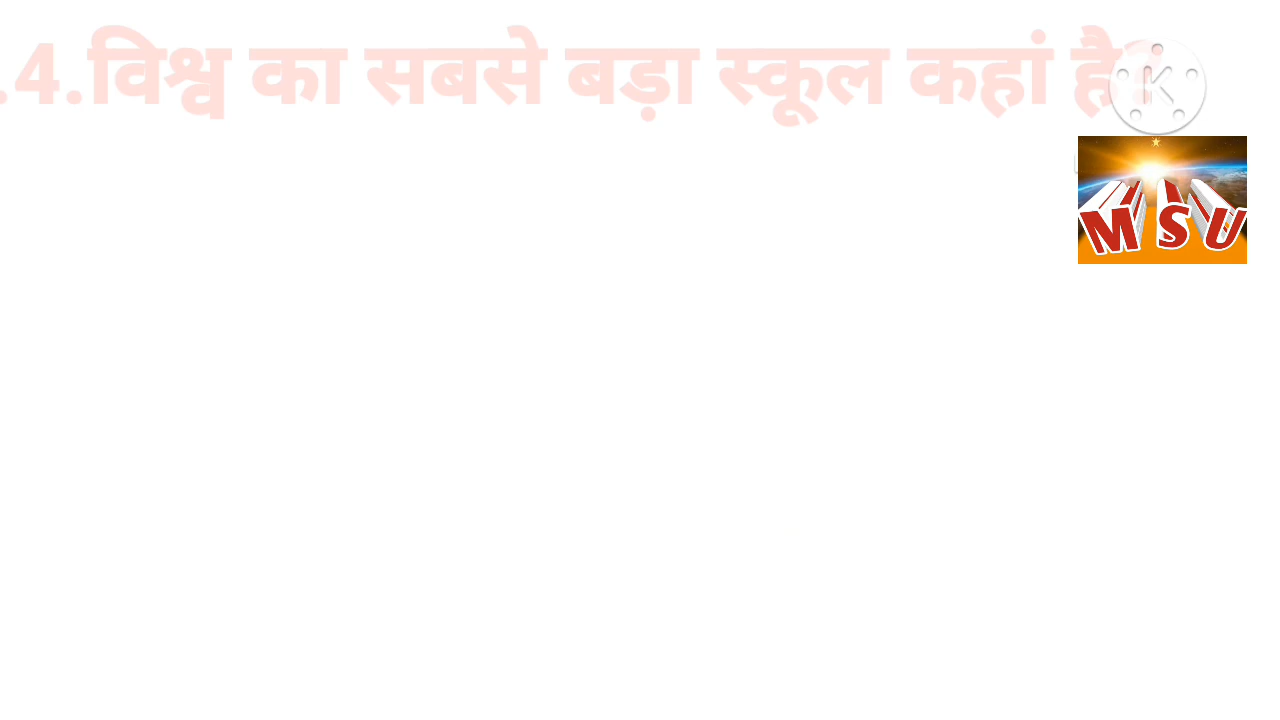 .4.विश्व का सबसे बड़ा स्कूल कहां है?
K
MSU